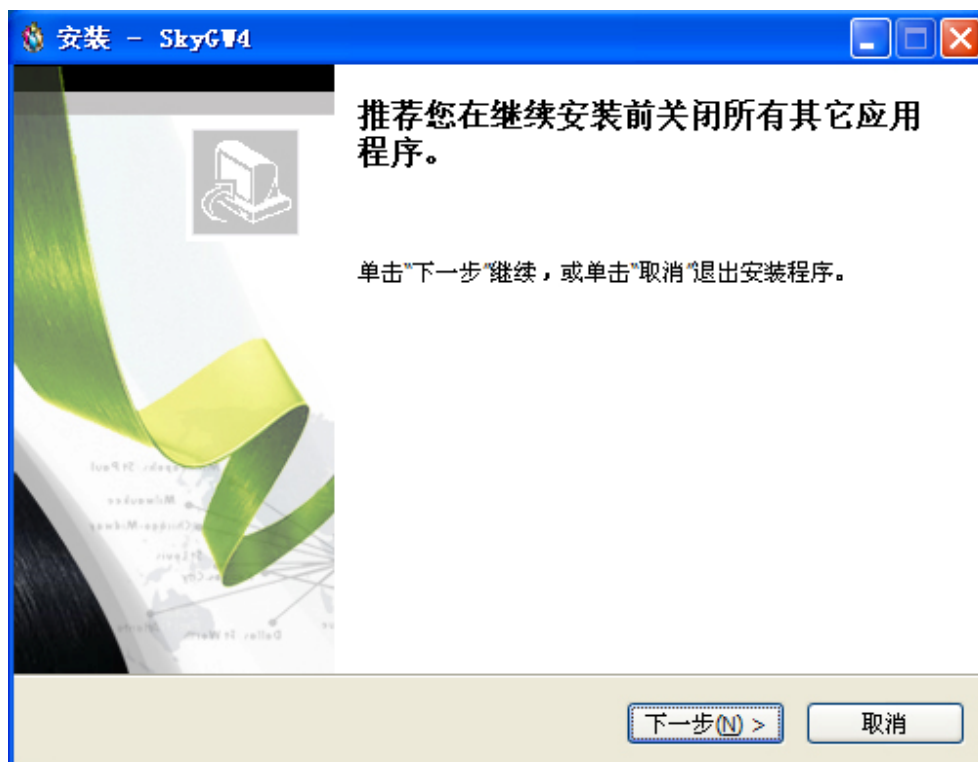 安装 - SkyGW4
推荐您在继续安装前关闭所有其它应用
程序。
单击"下一步"继续，或单击"取消"退出安装程序。
下一步(N) >
取消